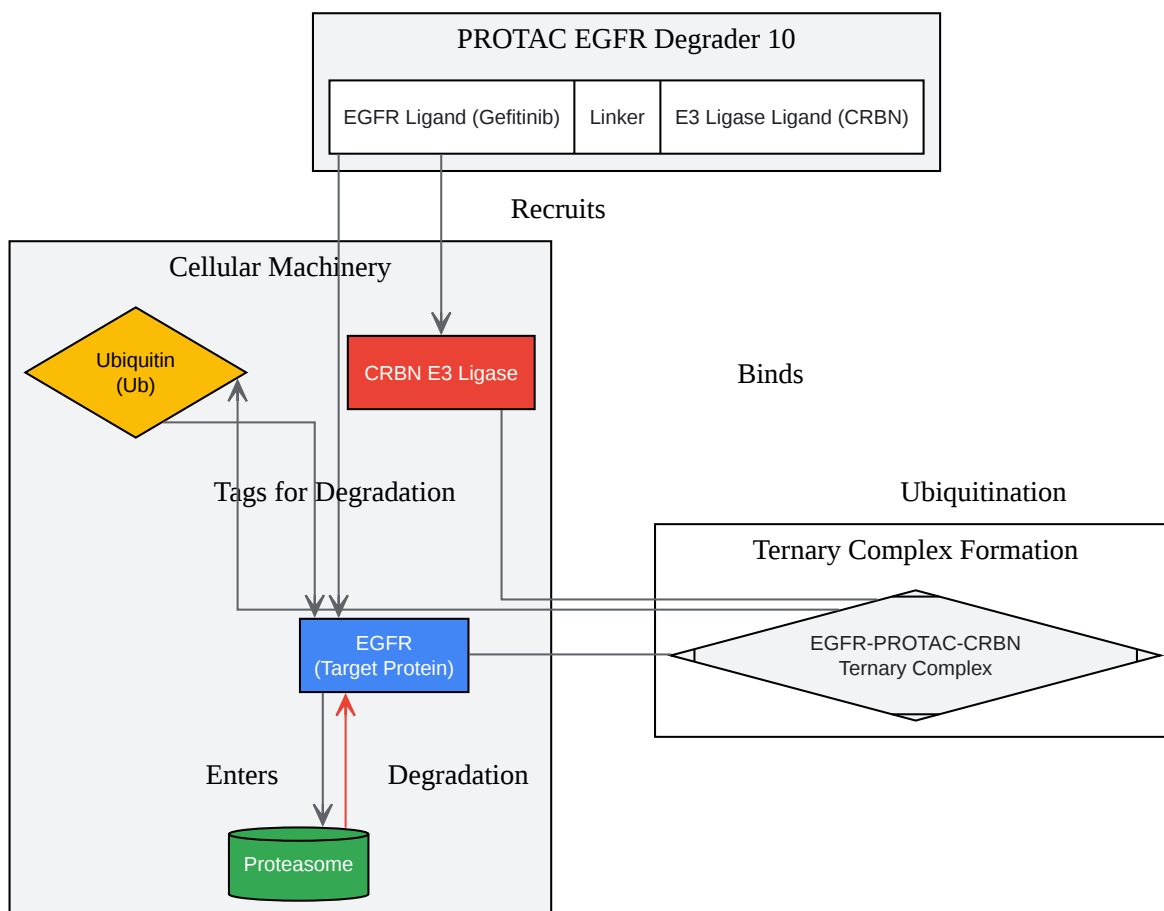 PROTAC EGFR Degrader 10
EGFR Ligand (Gefitinib)
Linker
E3 Ligase Ligand (CRBN)
Recruits
Cellular Machinery
Ubiquitin
(Ub)
CRBN E3 Ligase
Binds
Tags for Degradation
Ubiquitination
Ternary Complex Formation
EGFR
(Target Protein)
EGFR-PROTAC-CRBN
Ternary Complex
Enters
Degradation
Proteasome